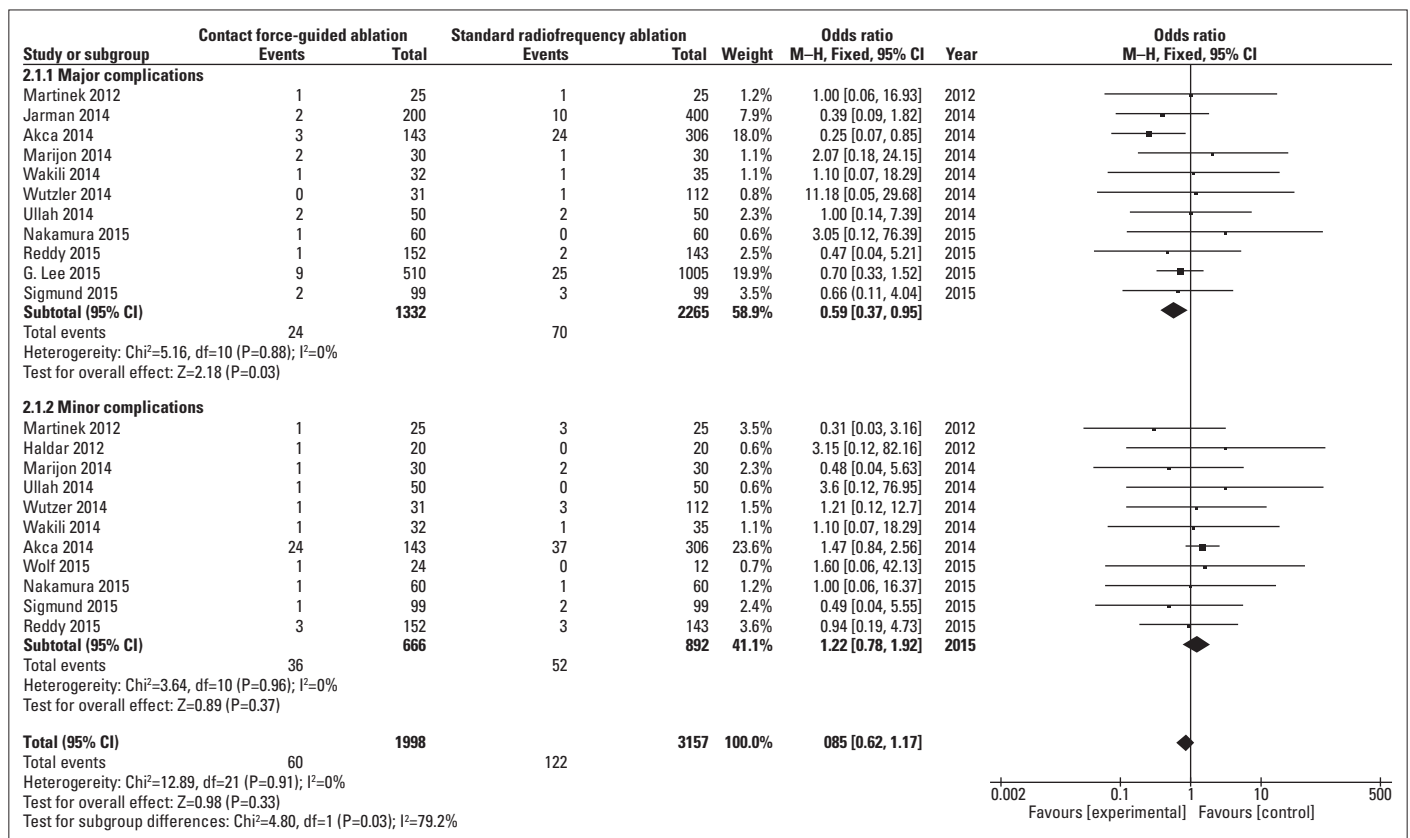 Contact force-guided ablation Standard radiofrequency ablation Odds ratio Odds ratio
Study or subgroup Events Total Events Total Weight M–H, Fixed, 95% CI Year M–H, Fixed, 95% CI
2.1.1 Major complications
Martinek 2012 1 25 1 25 1.2% 1.00 [0.06, 16.93] 2012
Jarman 2014 2 200 10 400 7.9% 0.39 [0.09, 1.82] 2014
Akca 2014 3 143 24 306 18.0% 0.25 [0.07, 0.85] 2014
Marijon 2014 2 30 1 30 1.1% 2.07 [0.18, 24.15] 2014
Wakili 2014 1 32 1 35 1.1% 1.10 [0.07, 18.29] 2014
Wutzler 2014 0 31 1 112 0.8% 11.18 [0.05, 29.68] 2014
Ullah 2014 2 50 2 50 2.3% 1.00 [0.14, 7.39] 2014
Nakamura 2015 1 60 0 60 0.6% 3.05 [0.12, 76.39] 2015
Reddy 2015 1 152 2 143 2.5% 0.47 [0.04, 5.21] 2015
G. Lee 2015 9 510 25 1005 19.9% 0.70 [0.33, 1.52] 2015
Sigmund 2015 2 99 3 99 3.5% 0.66 (0.11, 4.04] 2015
Subtotal (95% CI) 1332 2265 58.9% 0.59 [0.37, 0.95]
Total events 24 70
Heterogereity: Chi²=5.16, df=10 (P=0.88); I²=0%
Test for overall effect: Z=2.18 (P=0.03)
2.1.2 Minor complications
Martinek 2012 1 25 3 25 3.5% 0.31 [0.03, 3.16] 2012
Haldar 2012 1 20 0 20 0.6% 3.15 [0.12, 82.16] 2012
Marijon 2014 1 30 2 30 2.3% 0.48 [0.04, 5.63] 2014
Ullah 2014 1 50 0 50 0.6% 3.6 [0.12, 76.95] 2014
Wutzer 2014 1 31 3 112 1.5% 1.21 [0.12, 12.7] 2014
Wakili 2014 1 32 1 35 1.1% 1.10 [0.07, 18.29] 2014
Akca 2014 24 143 37 306 23.6% 1.47 [0.84, 2.56] 2014
Wolf 2015 1 24 0 12 0.7% 1.60 [0.06, 42.13] 2015
Nakamura 2015 1 60 1 60 1.2% 1.00 [0.06, 16.37] 2015
Sigmund 2015 1 99 2 99 2.4% 0.49 [0.04, 5.55] 2015
Reddy 2015 3 152 3 143 3.6% 0.94 [0.19, 4.73] 2015
Subtotal (95% CI) 666 892 41.1% 1.22 [0.78, 1.92] 2015
Total events 36 52
Heterogereity: Chi²=3.64, df=10 (P=0.96); I²=0%
Test for overall effect: Z=0.89 (P=0.37)
Total (95% CI) 1998 3157 100.0% 085 [0.62, 1.17]
Total events 60 122
Heterogereity: Chi²=12.89, df=21 (P=0.91); I²=0%
Test for overall effect: Z=0.98 (P=0.33)
Test for subgroup differences: Chi²=4.80, df=1 (P=0.03); I²=79.2%
0.002 0.1 1 10 500
Favours [experimental] Favours [control]